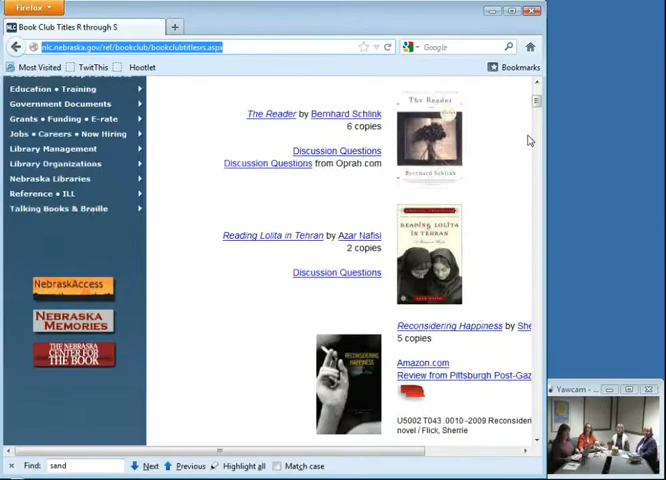 Firefox
Book Club Titles R through S
nlc.nebraska.gov/ref/bookclub/bookclubtitlesrs.aspx
Google
Most Visited
TwitThis
Hootlet
Bookmarks
Education • Training
Government Documents
Grants • Funding • E-rate
Jobs • Careers • Now Hiring
Library Management
Library Organizations
Nebraska Libraries
Reference • ILL
Talking Books & Braille
NebraskAccess
NEBRASKA
MEMORIES
THE NEBRASKA
CENTER FOR
THE BOOK
The Reader by Bernhard Schlink
6 copies
Discussion Questions
Discussion Questions from Oprah.com
The Reader
Bernhard Schlink
Reading Lolita in Tehran by Azar Nafisi
2 copies
Discussion Questions
READING LOLITA
IN TEHRAN
Reconsidering Happiness by She
5 copies
Amazon.com
Review from Pittsburgh Post-Gaz
RECONSIDERING
HAPPINESS
U5002 T043 .0010 -2009 Reconsideri
novel / Flick, Sherrie
Yawcam - ...
Find:
sand
Next
Previous
Highlight all
Match case